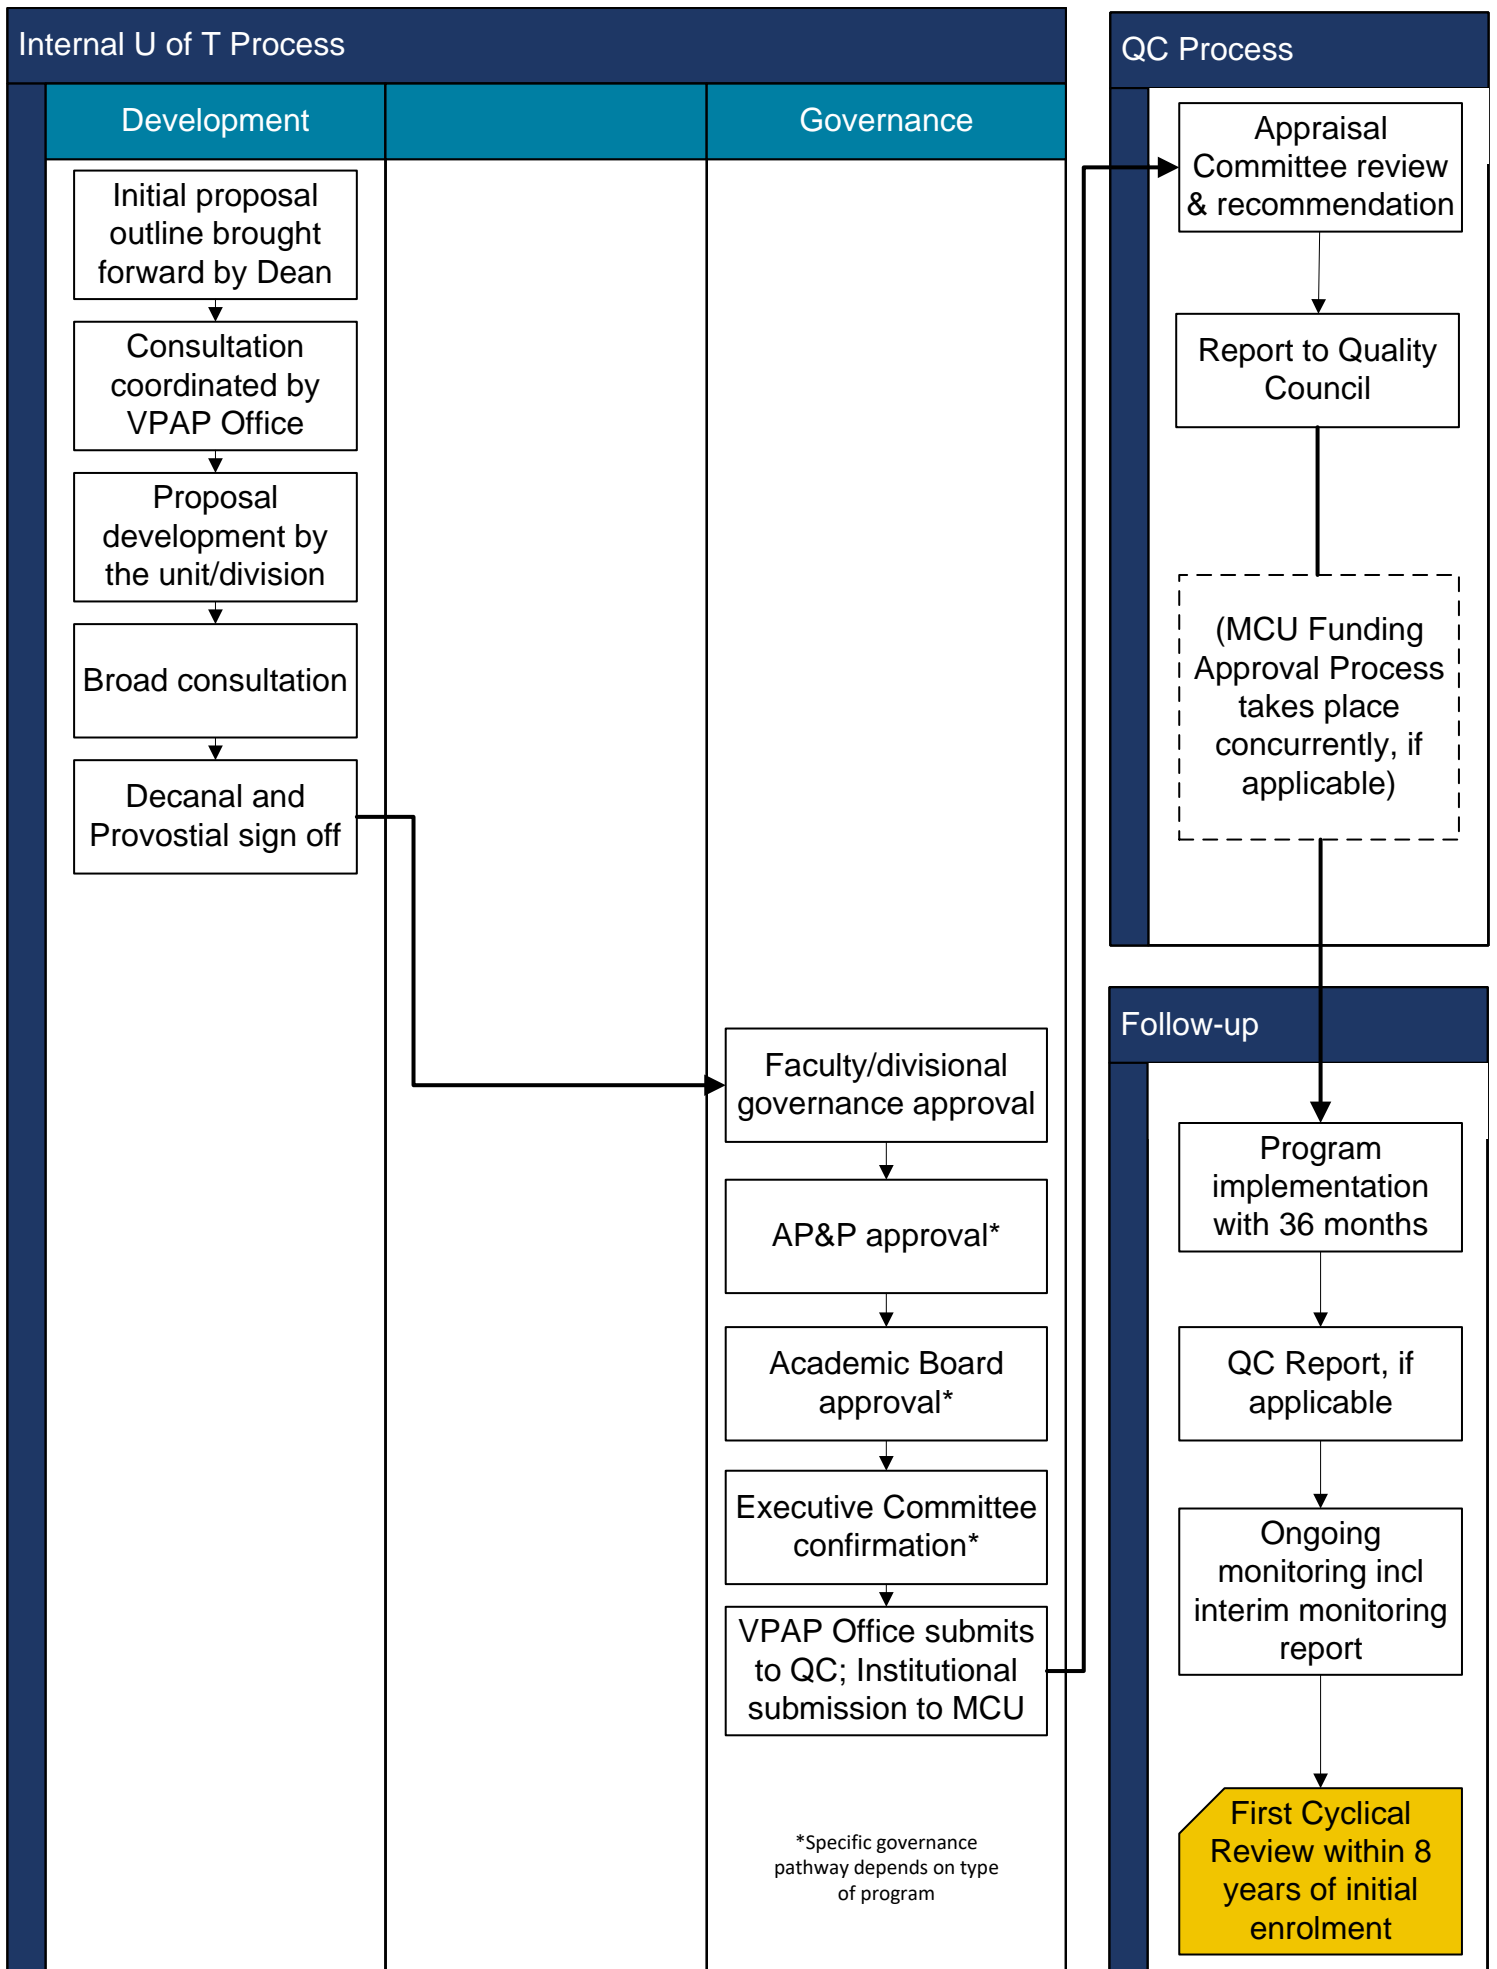 Internal U of T Process
Development
Governance
Initial proposal
outline brought
forward by Dean
Consultation
coordinated by
VPAP Office
Proposal
development by
the unit/division
Broad consultation
Decanal and
Provostial sign off
Faculty/divisional
governance approval
AP&P approval*
Academic Board
approval*
Executive Committee
confirmation*
VPAP Office submits
to QC; Institutional
submission to MCU
*Specific governance
pathway depends on type
of program
QC Process
Appraisal
Committee review
& recommendation
Report to Quality
Council
(MCU Funding
Approval Process
takes place
concurrently, if
applicable)
Follow-up
Program
implementation
with 36 months
QC Report, if
applicable
Ongoing
monitoring incl
interim monitoring
report
First Cyclical
Review within 8
years of initial
enrolment